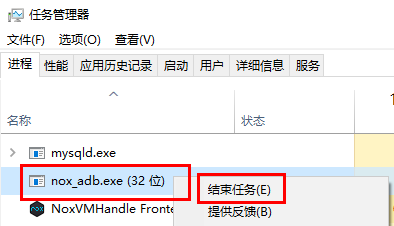 任务管理器
文件(F) 选项(O) 查看(V)
进程 性能 应用历史记录 启动 用户 详细信息 服务
名称 状态
mysqld.exe
nox_adb.exe (32 位)
结束任务(E)
NoxVMHandle Fronte
提供反馈(B)